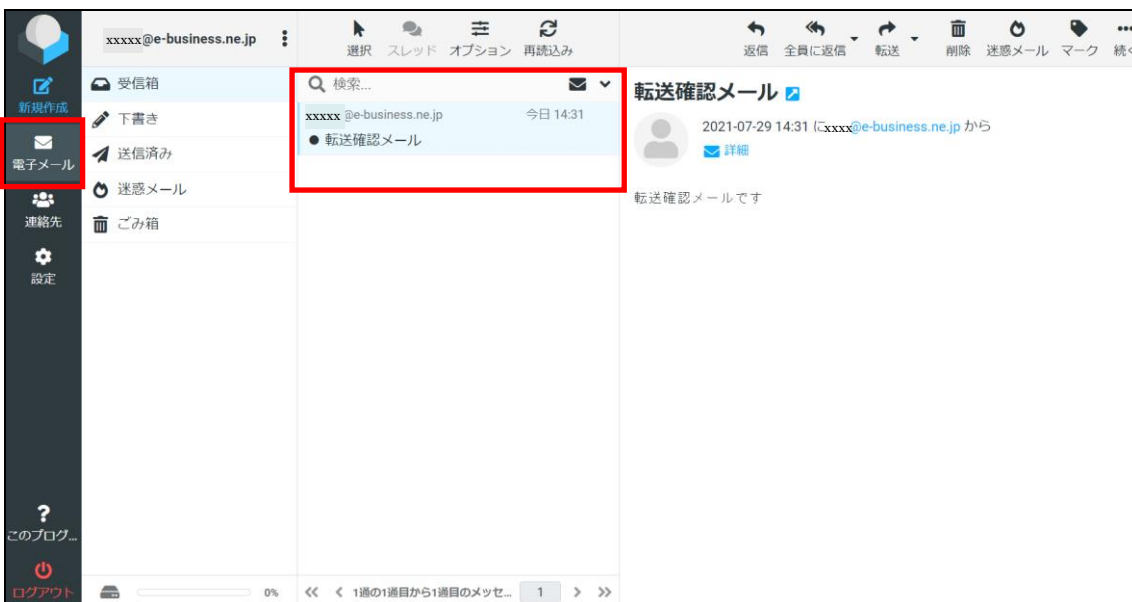 xxxxx@e-business.ne.jp
選択 スレッド オプション 再読込み
返信 全員に返信 転送 削除 迷惑メール マーク
新規作成
電子メール
連絡先
設定
このブログ...
ログアウト
受信箱
下書き
送信済み
迷惑メール
ごみ箱
0%
検索...
xxxxx @e-business.ne.jp 今日 14:31
転送確認メール
1通の1通目から1通目のメッセ... 1
転送確認メール
2021-07-29 14:31 にxxxx@e-business.ne.jp から
詳細
転送確認メールです